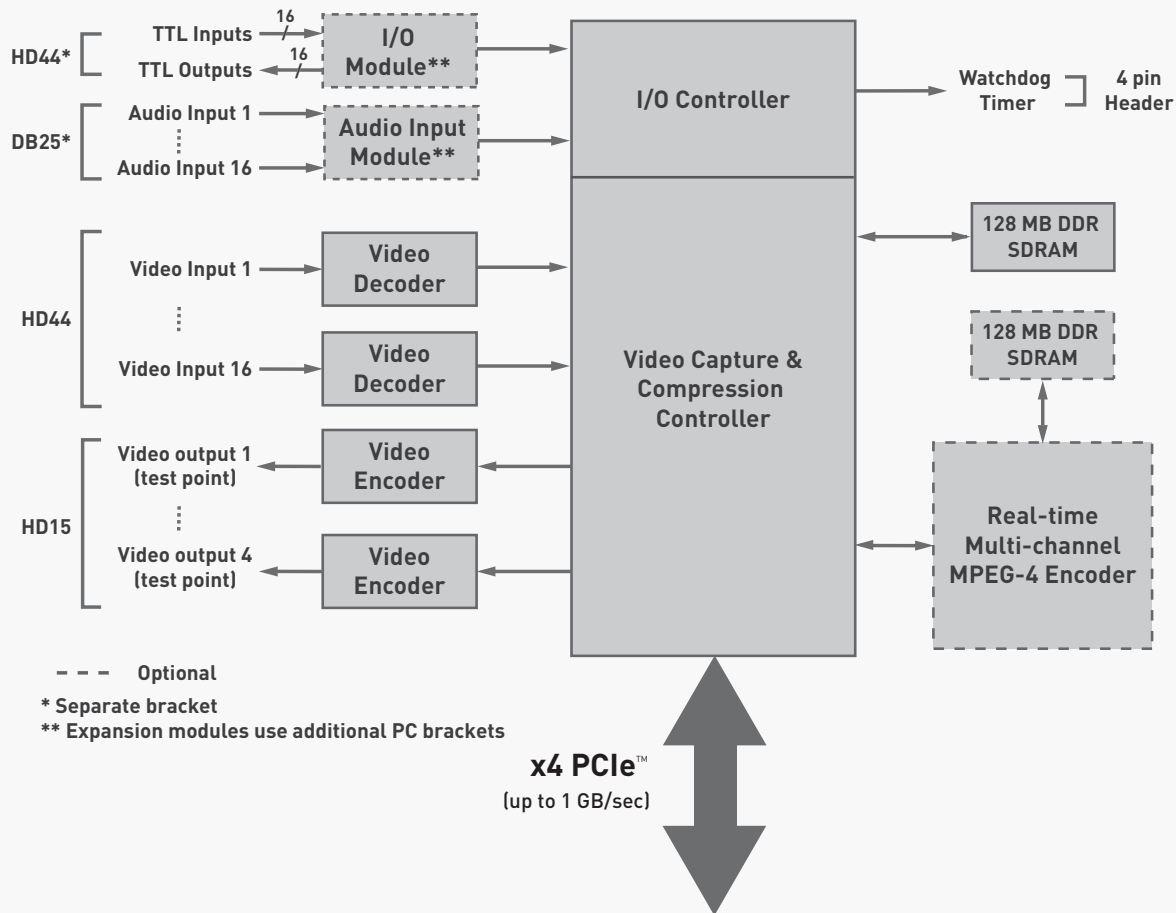 HD44*
TTL Inputs
16
TTL Outputs
16
I/O
Module**
DB25*
Audio Input 1
Audio Input 16
Audio Input
Module**
I/O Controller
Watchdog
Timer
4 pin
Header
HD44
Video Input 1
Video Input 16
Video
Decoder
Video
Decoder
128 MB DDR
SDRAM
128 MB DDR
SDRAM
Video Capture &
Compression
Controller
HD15
Video output 1
(test point)
Video output 4
(test point)
Video
Encoder
Video
Encoder
Real-time
Multi-channel
MPEG-4 Encoder
Optional
* Separate bracket
** Expansion modules use additional PC brackets
x4 PCIe™
(up to 1 GB/sec)